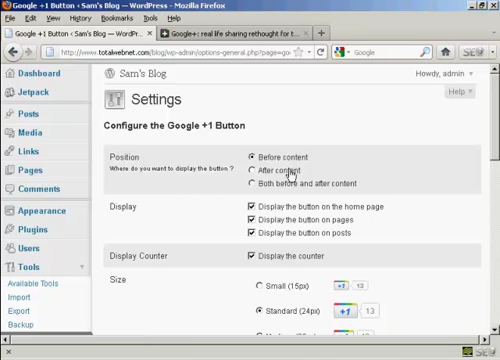 Google +1 Button ‹ Sam's Blog — WordPress - Mozilla Firefox
File Edit View History Bookmarks Tools Help
Google +1 Button ‹ Sam's Blog — WordPr...
Google+: real life sharing rethought for t...
http://www.totalwebnet.com/blog/wp-admin/options-general.php?page=go
Google
SEO
Dashboard
Jetpack
Posts
Media
Links
Pages
Comments
Appearance
Plugins
Users
Tools
Available Tools
Import
Export
Backup
Sam's Blog
Howdy, admin
Help
Settings
Configure the Google +1 Button
Position
Where do you want to display the button ?
Before content
After content
Both before and after content
Display
Display the button on the home page
Display the button on pages
Display the button on posts
Display Counter
Display the counter
Size
Small (15px)
+1 13
Standard (24px)
+1 13
SEO